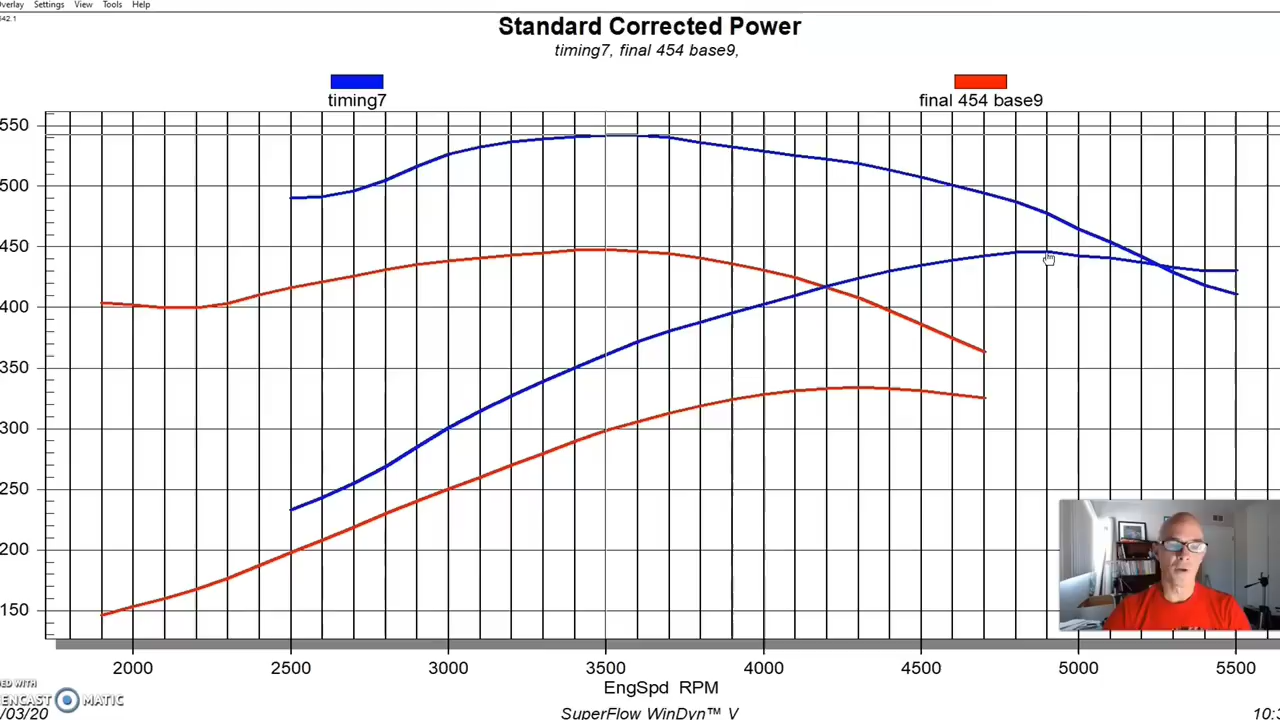 Settings View Tools Help
Standard Corrected Power
timing7, final 454 base9,
timing7
final 454 base9
550
500
450
400
350
300
250
200
150
2000 2500 3000 3500 4000 4500 5000 5500
EngSpd RPM
SuperFlow WinDyn™ V
MATIC